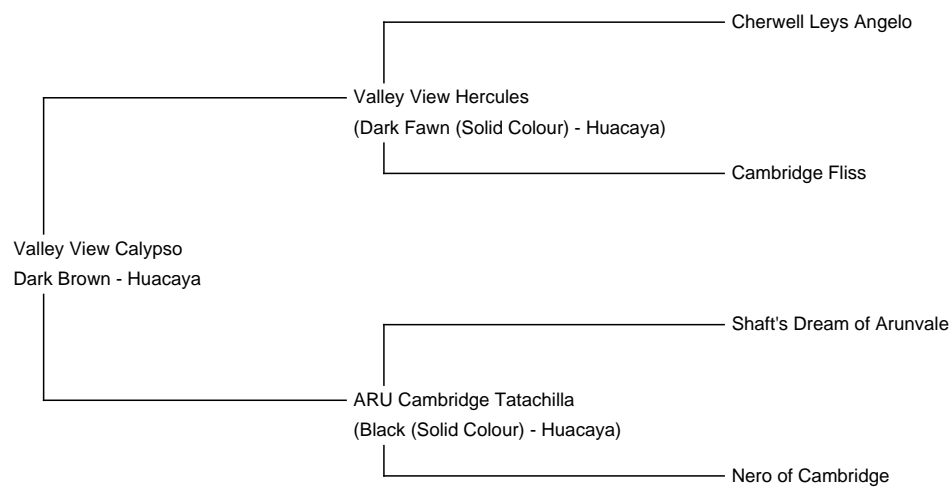 Cherwell Leys Angelo
Valley View Hercules
(Dark Fawn (Solid Colour) - Huacaya)
Cambridge Fliss
Valley View Calypso
Dark Brown - Huacaya
Shaft's Dream of Arunvale
ARU Cambridge Tatachilla
(Black (Solid Colour) - Huacaya)
Nero of Cambridge